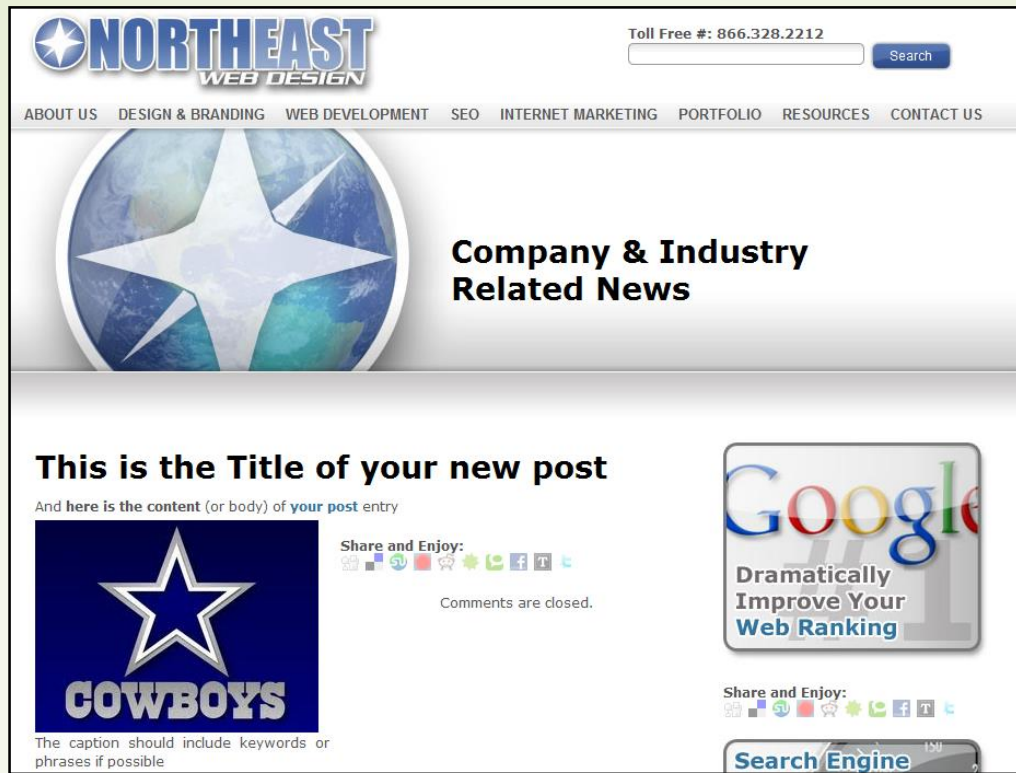 NORTHEAST
WEB DESIGN
Toll Free #: 866.328.2212
Search
ABOUT US DESIGN & BRANDING WEB DEVELOPMENT SEO INTERNET MARKETING PORTFOLIO RESOURCES CONTACT US
Company & Industry
Related News
This is the Title of your new post
And here is the content (or body) of your post entry
Share and Enjoy:
Comments are closed.
COWBOYS
The caption should include keywords or
phrases if possible
Google
#1
Dramatically
Improve Your
Web Ranking
Share and Enjoy:
150
Search Engine